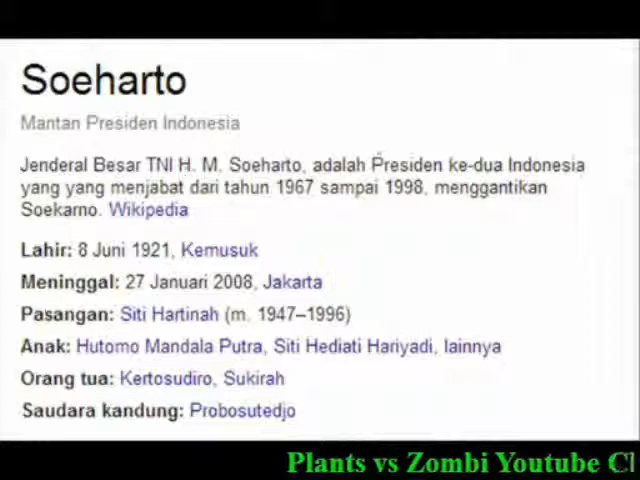 Soeharto
Mantan Presiden Indonesia
Jenderal Besar TNI H. M. Soeharto, adalah Presiden ke-dua Indonesia
yang yang menjabat dari tahun 1967 sampai 1998, menggantikan
Soekarno. Wikipedia
Lahir: 8 Juni 1921, Kemusuk
Meninggal: 27 Januari 2008, Jakarta
Pasangan: Siti Hartinah (m. 1947–1996)
Anak: Hutomo Mandala Putra, Siti Hediati Hariyadi, lainnya
Orang tua: Kertosudiro, Sukirah
Saudara kandung: Probosutedjo
Plants vs Zombi Youtube Cl